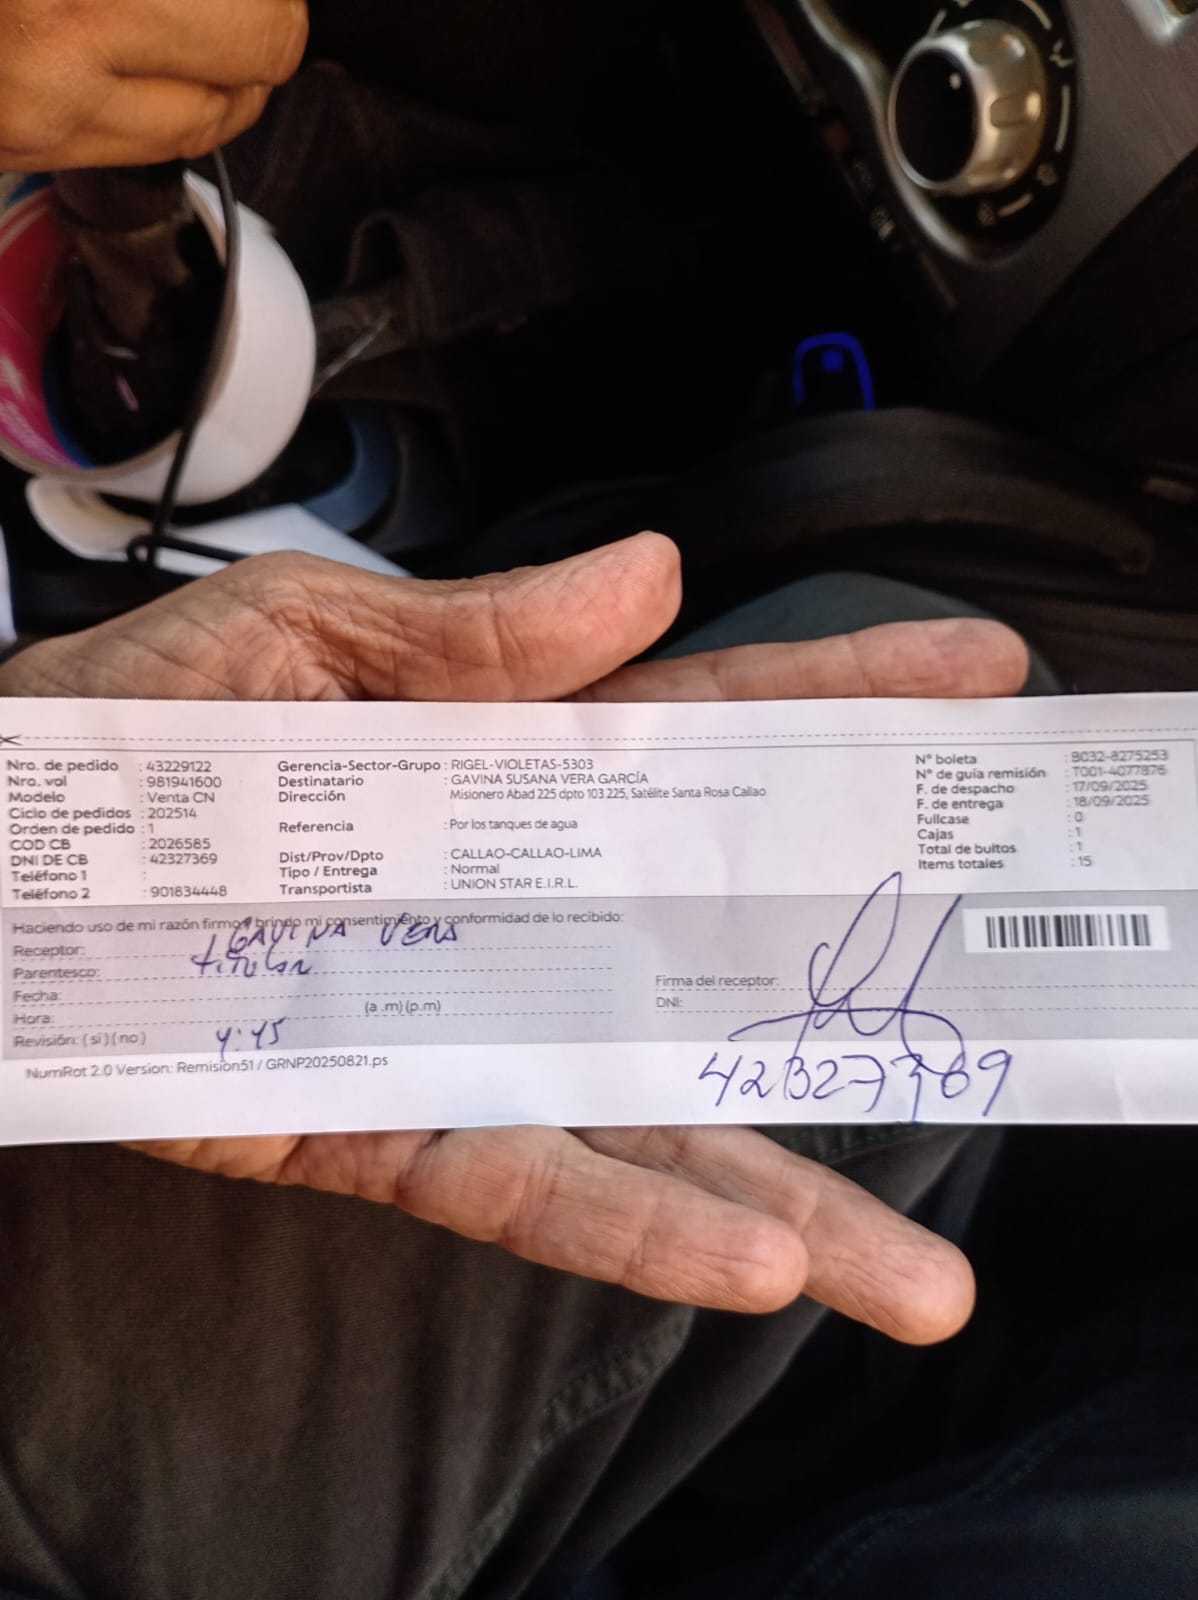 Nro. de pedido : 43229122
Nro. vol : 981941600
Modelo : Venta CN
Ciclo de pedidos : 202514
Orden de pedido : 1
COD CB : 2026585
DNI DE CB : 42327369
Teléfono 1 :
Teléfono 2 : 901834448
Gerencia-Sector-Grupo : RIGEL-VIOLETAS-5303
Destinatario : GAVINA SUSANA VERA GARCÍA
Dirección Misionero Abad 225 dpto 103 225, Satélite Santa Rosa Callao
Referencia : Por los tanques de agua
Dist/Prov/Dpto : CALLAO-CALLAO-LIMA
Tipo / Entrega : Normal
Transportista : UNION STAR E.I.R.L.
N° boleta : B032-8275253
N° de guía remisión : T001-4077876
F. de despacho : 17/09/2025
F. de entrega : 18/09/2025
Fullcase : 0
Cajas : 1
Total de bultos : 1
Items totales : 15
Haciendo uso de mi razón firmo y brindo mi consentimiento y conformidad de lo recibido:
Receptor: GAVINA VERA
Parentesco: titular
Fecha:
Hora: (a .m) (p.m)
Revisión: ( si ) ( no ) 4:45
Firma del receptor:
DNI:
42327369
NumRot 2.0 Version: Remision51 / GRNP20250821.ps